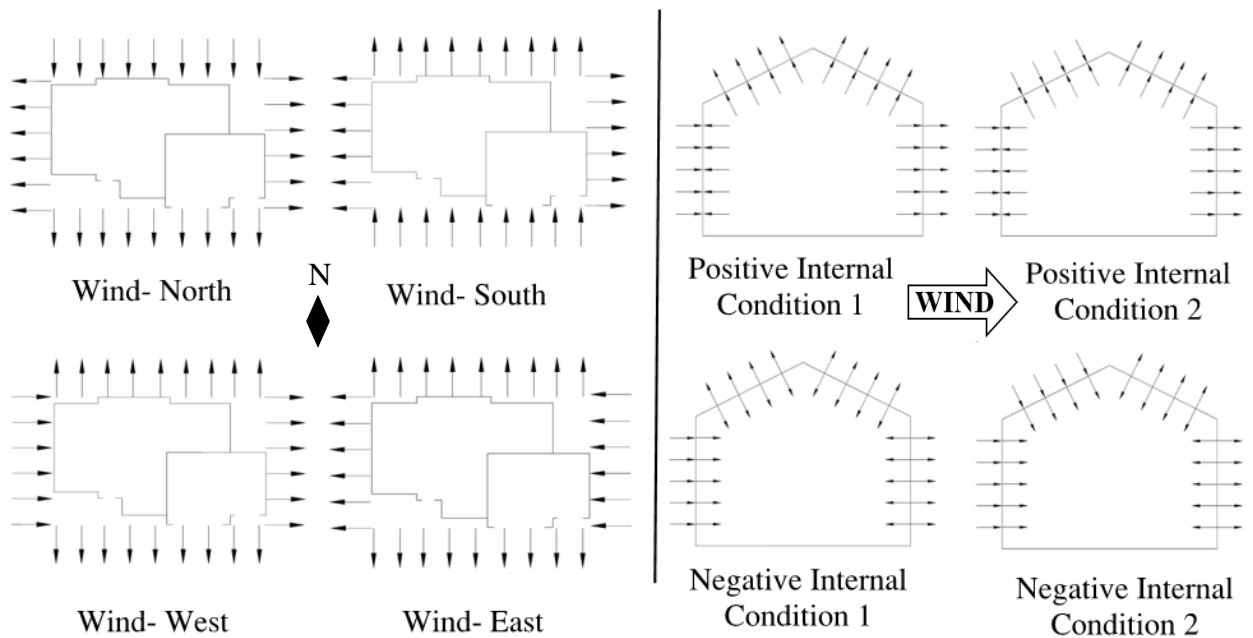 Wind- North
Wind- South
N
Wind- West
Wind- East
Positive Internal
Condition 1
WIND
Positive Internal
Condition 2
Negative Internal
Condition 1
Negative Internal
Condition 2